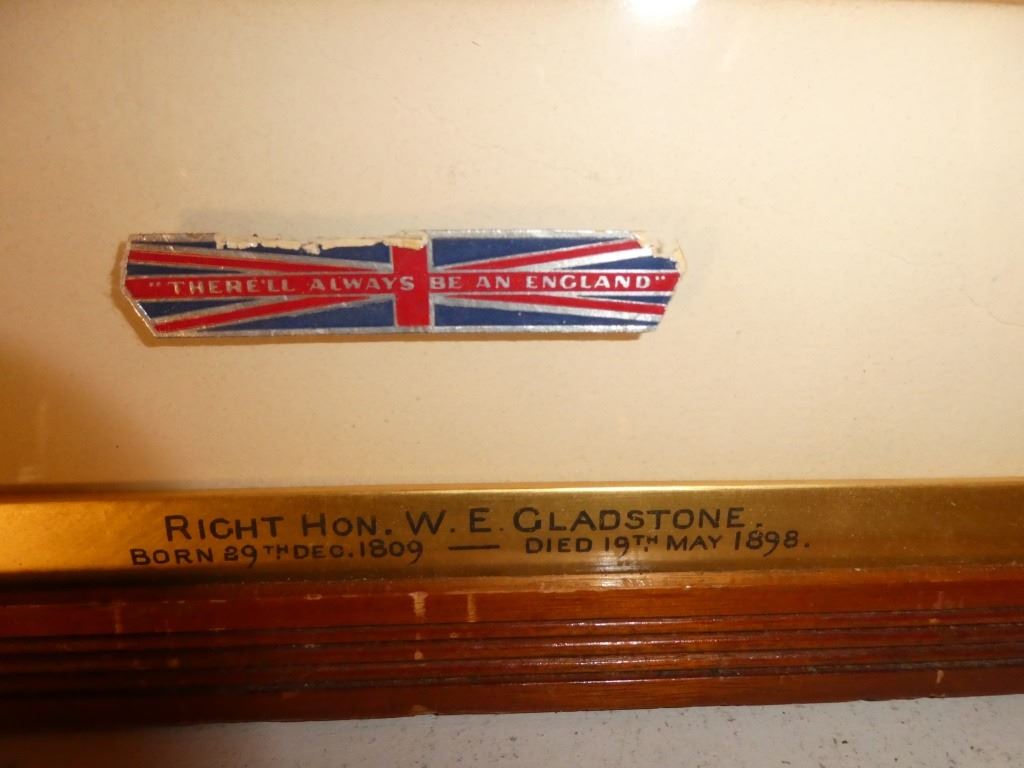 "THERE'LL ALWAYS BE AN ENGLAND"
RIGHT HON. W. E. GLADSTONE.
BORN 29TH DEC. 1809 — DIED 19TH MAY 1898.